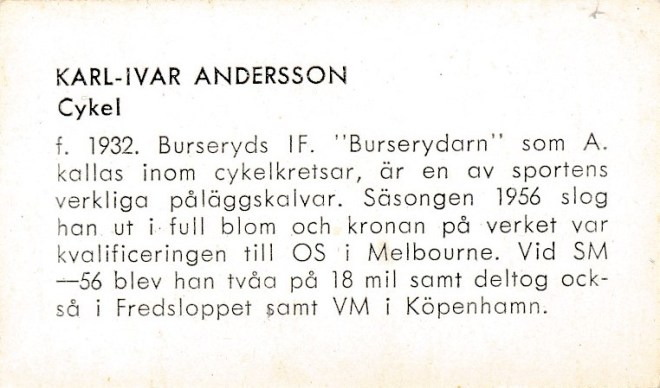 KARL-IVAR ANDERSSON
Cykel
f. 1932. Burseryds IF. "Burserydarn" som A.
kallas inom cykelkretsar, är en av sportens
verkliga påläggskalvar. Säsongen 1956 slog
han ut i full blom och kronan på verket var
kvalificeringen till OS i Melbourne. Vid SM
—56 blev han tvåa på 18 mil samt deltog ock-
så i Fredsloppet samt VM i Köpenhamn.